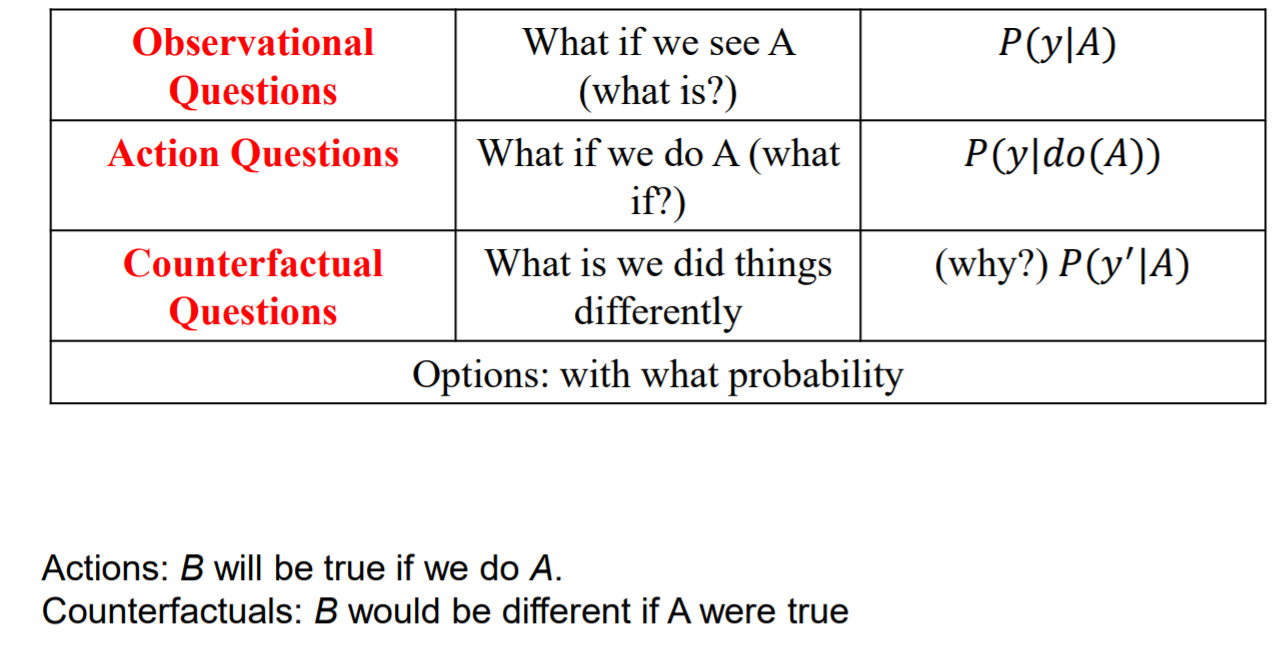 Observational
Questions
What if we see A
(what is?)
P(y|A)
Action Questions
What if we do A (what
if?)
P(y|do(A))
Counterfactual
Questions
What is we did things
differently
(why?) P(y′|A)
Options: with what probability
Actions: B will be true if we do A.
Counterfactuals: B would be different if A were true